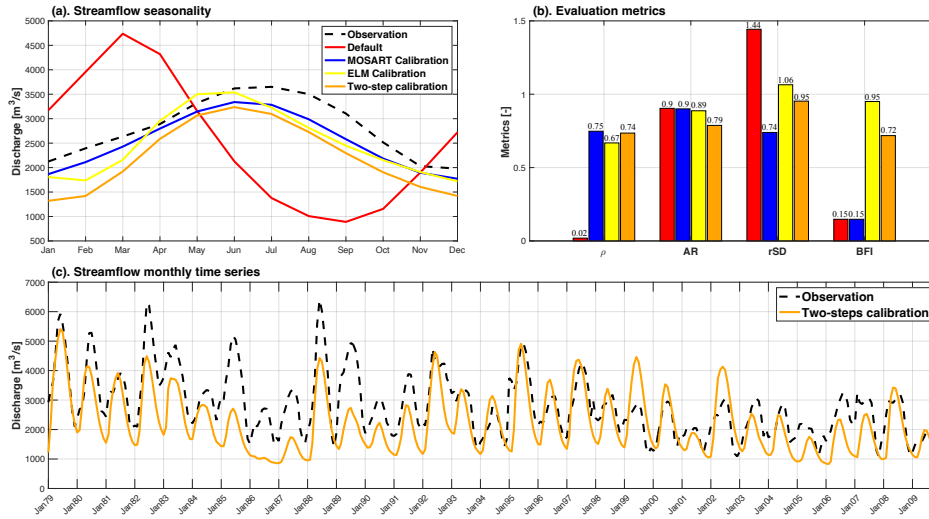 (a). Streamflow seasonality
Discharge [m³/s]
5000
4500
4000
3500
3000
2500
2000
1500
1000
500
Jan Feb Mar Apr May Jun Jul Aug Sep Oct Nov Dec
Observation
Default
MOSART Calibration
ELM Calibration
Two-step calibration
(b). Evaluation metrics
Metrics [-]
1.5
1
0.5
0
0.02 0.75 0.67 0.74
0.9 0.9 0.89 0.79
1.44 0.74 1.06 0.95
0.15 0.15 0.95 0.72
ρ AR rSD BFI
(c). Streamflow monthly time series
Discharge [m³/s]
7000
6000
5000
4000
3000
2000
1000
0
Observation
Two-steps calibration
Jan79 Jan80 Jan81 Jan82 Jan83 Jan84 Jan85 Jan86 Jan87 Jan88 Jan89 Jan90 Jan91 Jan92 Jan93 Jan94 Jan95 Jan96 Jan97 Jan98 Jan99 Jan00 Jan01 Jan02 Jan03 Jan04 Jan05 Jan06 Jan07 Jan08 Jan09